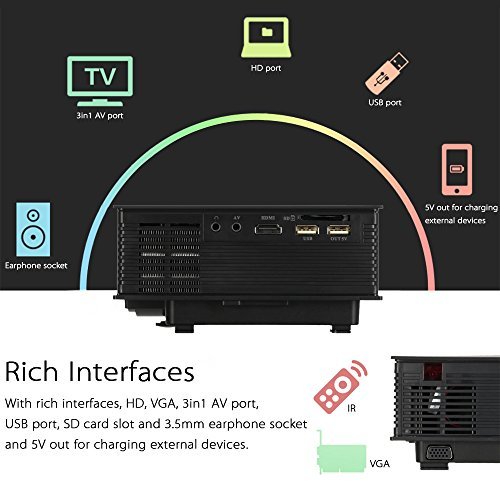 HD port
TV
3in1 AV port
USB port
5V out for charging
external devices
Earphone socket
AV
HDMI
SD
USB
OUT 5V
Rich Interfaces
With rich interfaces, HD, VGA, 3in1 AV port,
USB port, SD card slot and 3.5mm earphone socket
and 5V out for charging external devices.
IR
VGA